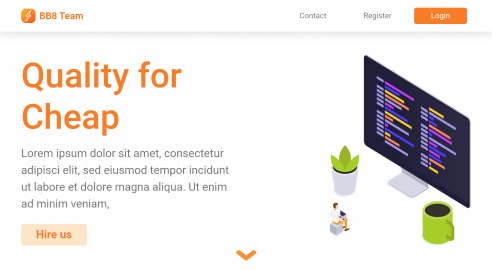 BB8 Team
Contact
Register
Login
Quality for
Cheap
Lorem ipsum dolor sit amet, consectetur
adipisci elit, sed eiusmod tempor incidunt
ut labore et dolore magna aliqua. Ut enim
ad minim veniam,
Hire us